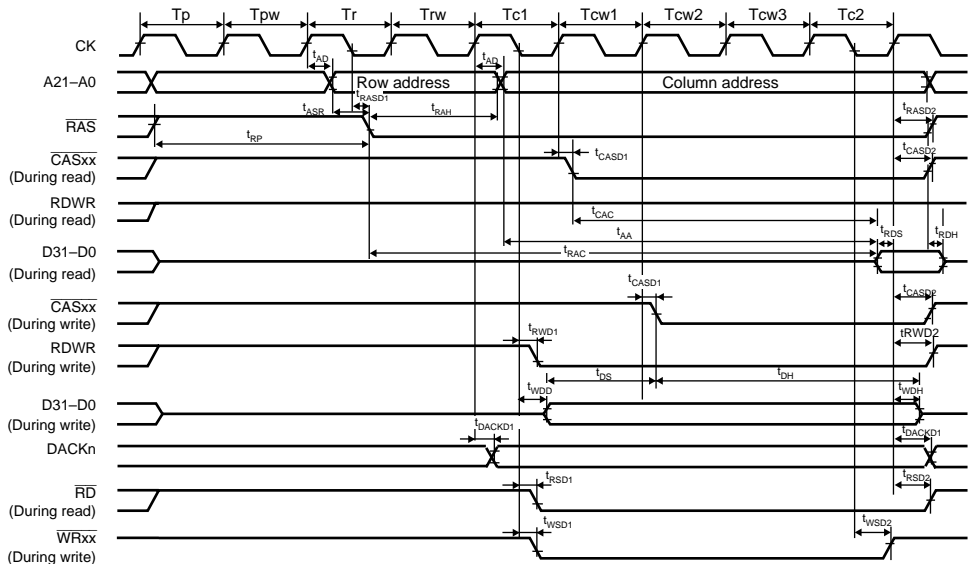 Tp Tpw Tr Trw Tc1 Tcw1 Tcw2 Tcw3 Tc2
CK
tAD tAD
A21–A0 Row address Column address
tRASD1
tASR tRAH tRASD2
RAS
tRP
CASxx tCASD1 tCASD2
(During read)
RDWR
(During read)
tCAC
tAA tRDS tRDH
D31–D0 tRAC
(During read)
tCASD1 tCASD2
CASxx
(During write)
tRWD1 tRWD2
RDWR
(During write)
tDS tDH
tWDD tWDH
D31–D0
(During write)
tDACKD1 tDACKD1
DACKn
tRSD1 tRSD2
RD
(During read)
tWSD1 tWSD2
WRxx
(During write)